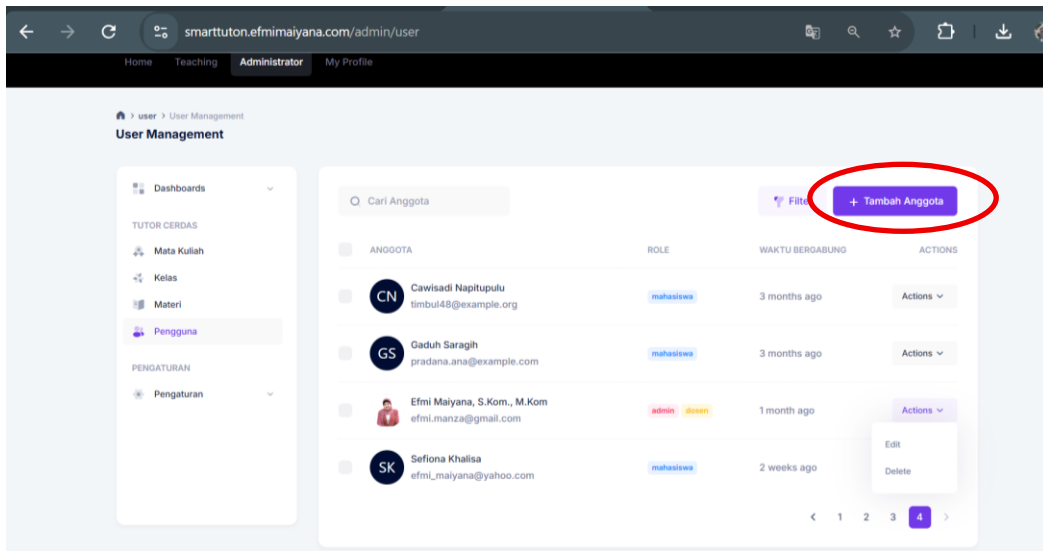 smarttuton.efmimaiyana.com/admin/user
Home Teaching Administrator My Profile
> user > User Management
User Management
Dashboards
TUTOR CERDAS
Mata Kuliah
Kelas
Materi
Pengguna
PENGATURAN
Pengaturan
Cari Anggota
Filter
+ Tambah Anggota
ANGGOTA ROLE WAKTU BERGABUNG ACTIONS
CN Cawisadi Napitupulu
timbul48@example.org
mahasiswa 3 months ago Actions
GS Gaduh Saragih
pradana.ana@example.com
mahasiswa 3 months ago Actions
Efmi Maiyana, S.Kom., M.Kom
efmi.manza@gmail.com
admin dosen 1 month ago Actions
Edit
Delete
SK Sefiona Khalisa
efmi_maiyana@yahoo.com
mahasiswa 2 weeks ago
< 1 2 3 4 >